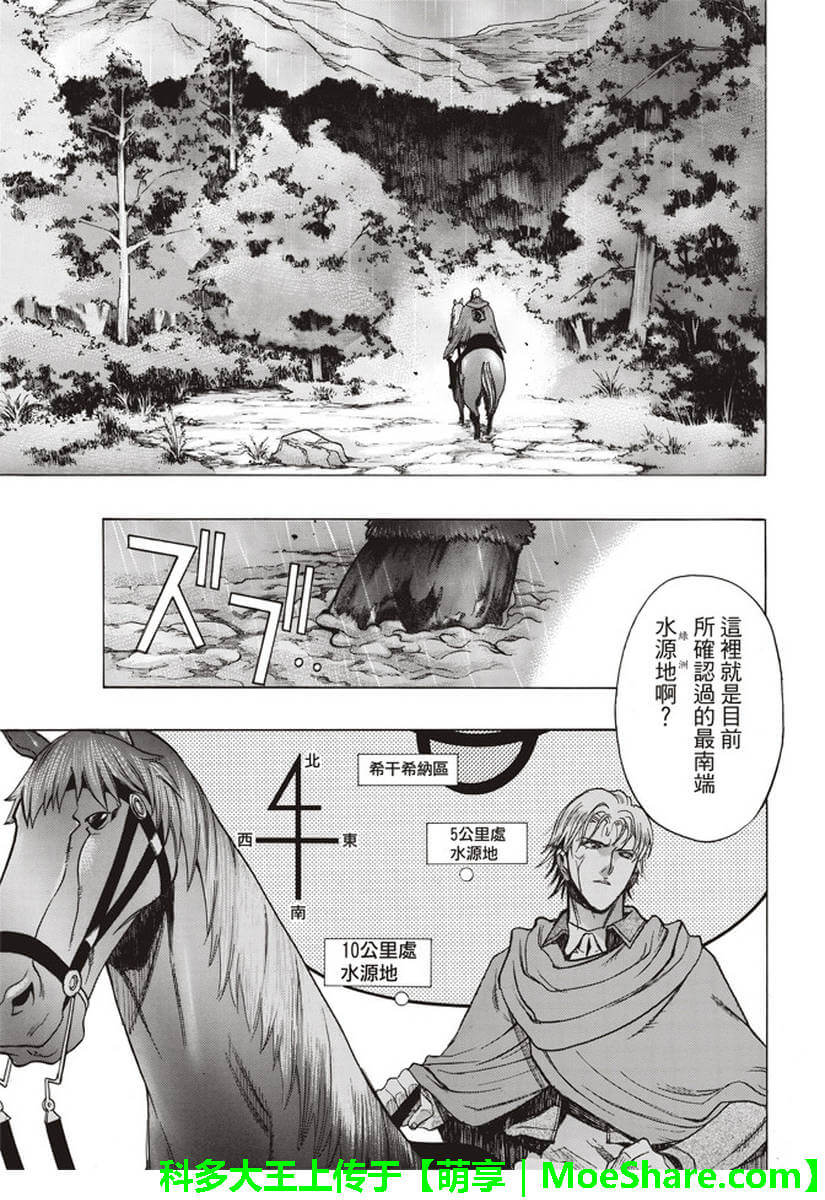 ズブ‥
這裡就是目前
所確認過的最南端
水源地啊？
綠洲
北
西
東
南
希干希納區
5公里處
水源地
10公里處
水源地
科多大王上传于【萌享】｜MoeShare.com